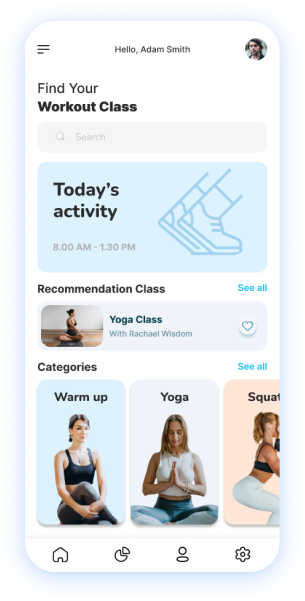 Hello, Adam Smith
Find Your
Workout Class
Search
Today's
activity
8.00 AM - 1.30 PM
Recommendation Class
See all
Yoga Class
With Rachael Wisdom
Categories
See all
Warm up
Yoga
Squat